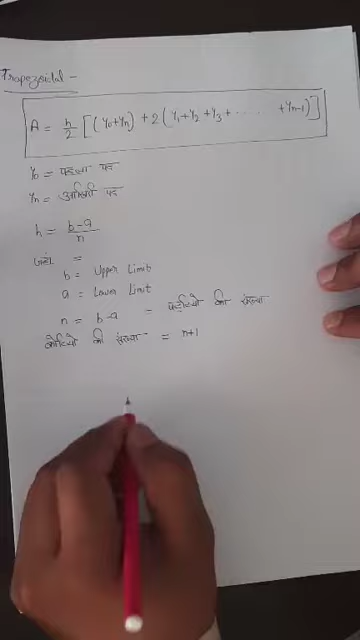 Trapezoidal -
A = h/2 [(y₀+yₙ) + 2(y₁+y₂+y₃+.......+yₙ₋₁)]
y₀ = पहला पद
yₙ = आखिरी पद
h = b-a/n
जहाँ =
b = Upper Limit
a = Lower Limit
n = b-a = पट्टियो की संख्या
कोटियो की संख्या = n+1